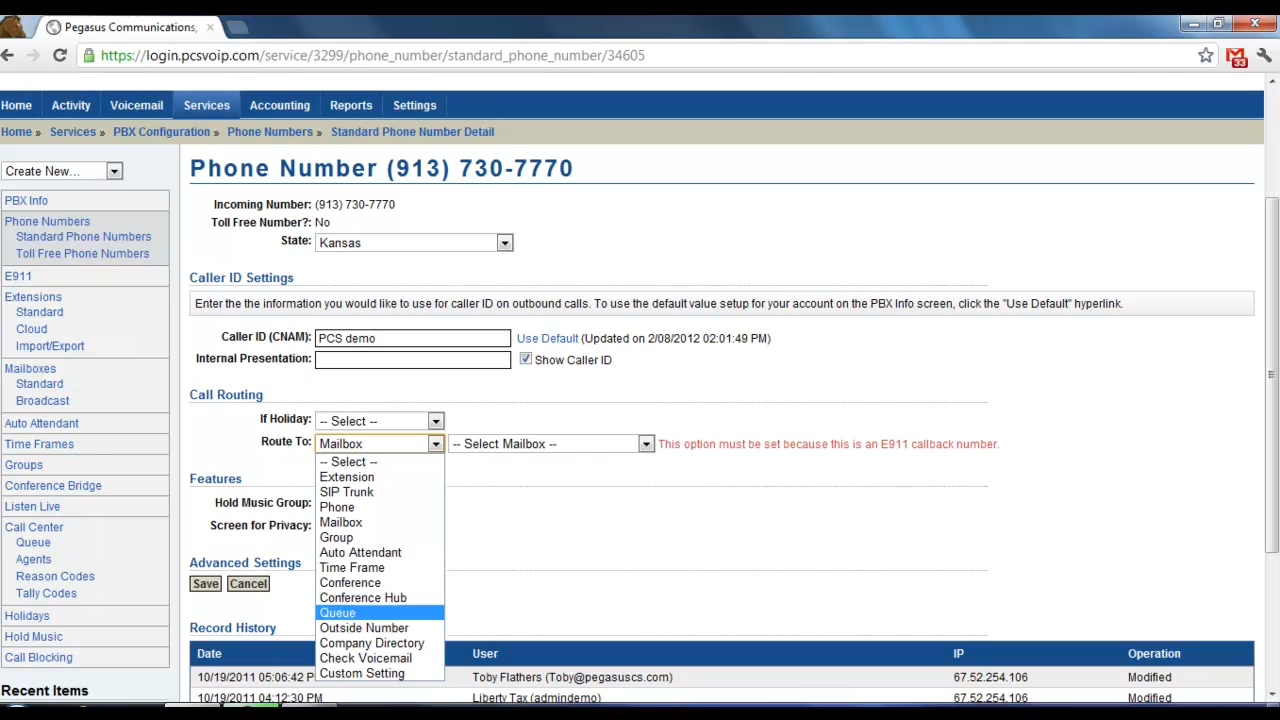 Pegasus Communications,
https://login.pcsvoip.com/service/3299/phone_number/standard_phone_number/34605
33
Home Activity Voicemail Services Accounting Reports Settings
Home » Services » PBX Configuration » Phone Numbers » Standard Phone Number Detail
Create New...
PBX Info
Phone Numbers
Standard Phone Numbers
Toll Free Phone Numbers
E911
Extensions
Standard
Cloud
Import/Export
Mailboxes
Standard
Broadcast
Auto Attendant
Time Frames
Groups
Conference Bridge
Listen Live
Call Center
Queue
Agents
Reason Codes
Tally Codes
Holidays
Hold Music
Call Blocking
Recent Items
Phone Number (913) 730-7770
Incoming Number: (913) 730-7770
Toll Free Number?: No
State: Kansas
Caller ID Settings
Enter the the information you would like to use for caller ID on outbound calls. To use the default value setup for your account on the PBX Info screen, click the "Use Default" hyperlink.
Caller ID (CNAM): PCS demo Use Default (Updated on 2/08/2012 02:01:49 PM)
Internal Presentation: Show Caller ID
Call Routing
If Holiday: -- Select --
Route To: Mailbox -- Select Mailbox -- This option must be set because this is an E911 callback number.
-- Select --
Extension
SIP Trunk
Phone
Mailbox
Group
Auto Attendant
Time Frame
Conference
Conference Hub
Queue
Outside Number
Company Directory
Check Voicemail
Custom Setting
Features
Hold Music Group:
Screen for Privacy:
Advanced Settings
Save Cancel
Record History
Date User IP Operation
10/19/2011 05:06:42 P Toby Flathers (Toby@pegasuscs.com) 67.52.254.106 Modified
10/19/2011 04:12:30 PM Liberty Tax (admindemo) 67.52.254.106 Modified